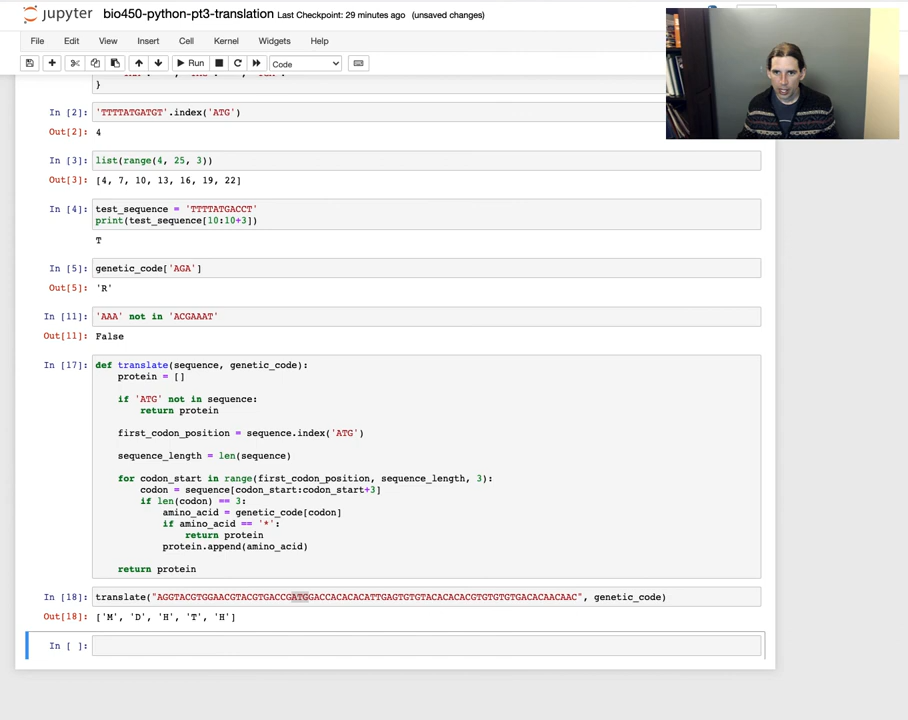 jupyter bio450-python-pt3-translation Last Checkpoint: 29 minutes ago (unsaved changes)
File Edit View Insert Cell Kernel Widgets Help
Run Code
}
In [2]: 'TTTTATGATGT'.index('ATG')
Out[2]: 4
In [3]: list(range(4, 25, 3))
Out[3]: [4, 7, 10, 13, 16, 19, 22]
In [4]: test_sequence = 'TTTTATGACCT'
print(test_sequence[10:10+3])
T
In [5]: genetic_code['AGA']
Out[5]: 'R'
In [11]: 'AAA' not in 'ACGAAAT'
Out[11]: False
In [17]: def translate(sequence, genetic_code):
protein = []
if 'ATG' not in sequence:
return protein
first_codon_position = sequence.index('ATG')
sequence_length = len(sequence)
for codon_start in range(first_codon_position, sequence_length, 3):
codon = sequence[codon_start:codon_start+3]
if len(codon) == 3:
amino_acid = genetic_code[codon]
if amino_acid == '*':
return protein
protein.append(amino_acid)
return protein
In [18]: translate("AGGTACGTGGAACGTACGTGACCGATGGACCACACACATTGAGTGTGTACACACACGTGTGTGTGACACAACAAC", genetic_code)
Out[18]: ['M', 'D', 'H', 'T', 'H']
In [ ]: